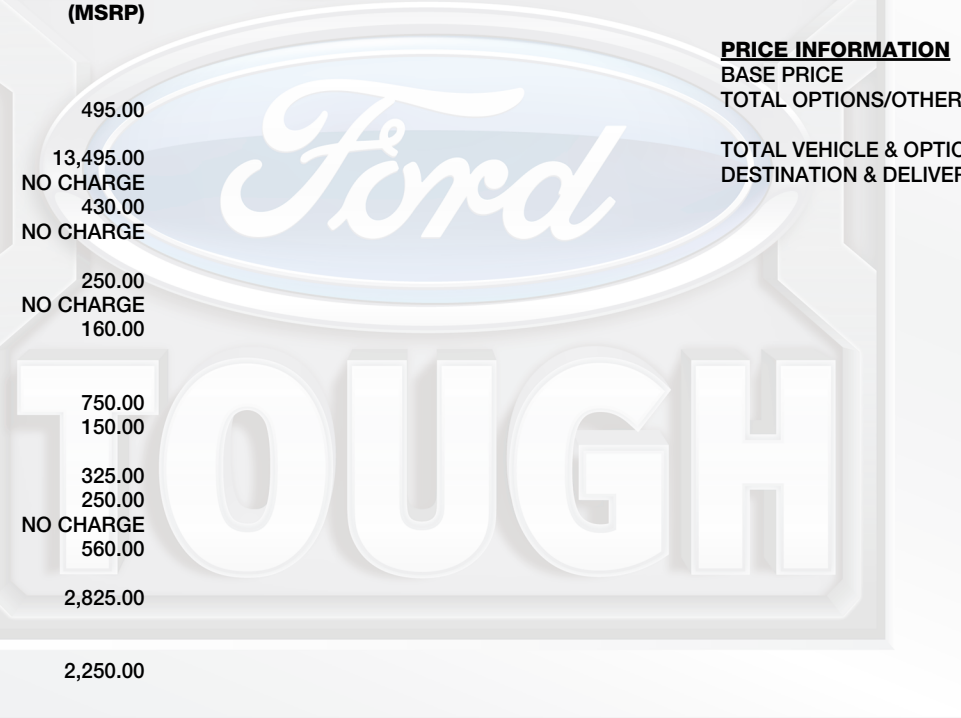 (MSRP)
495.00
13,495.00
NO CHARGE
430.00
NO CHARGE
250.00
NO CHARGE
160.00
750.00
150.00
325.00
250.00
NO CHARGE
560.00
2,825.00
2,250.00
PRICE INFORMATION
BASE PRICE
TOTAL OPTIONS/OTHER
TOTAL VEHICLE & OPTIO
DESTINATION & DELIVER
Ford
TOUGH